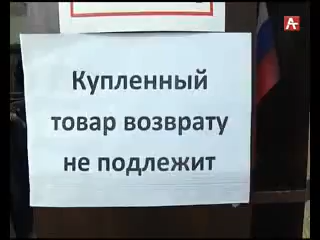 Купленный
товар возврату
не подлежит
А